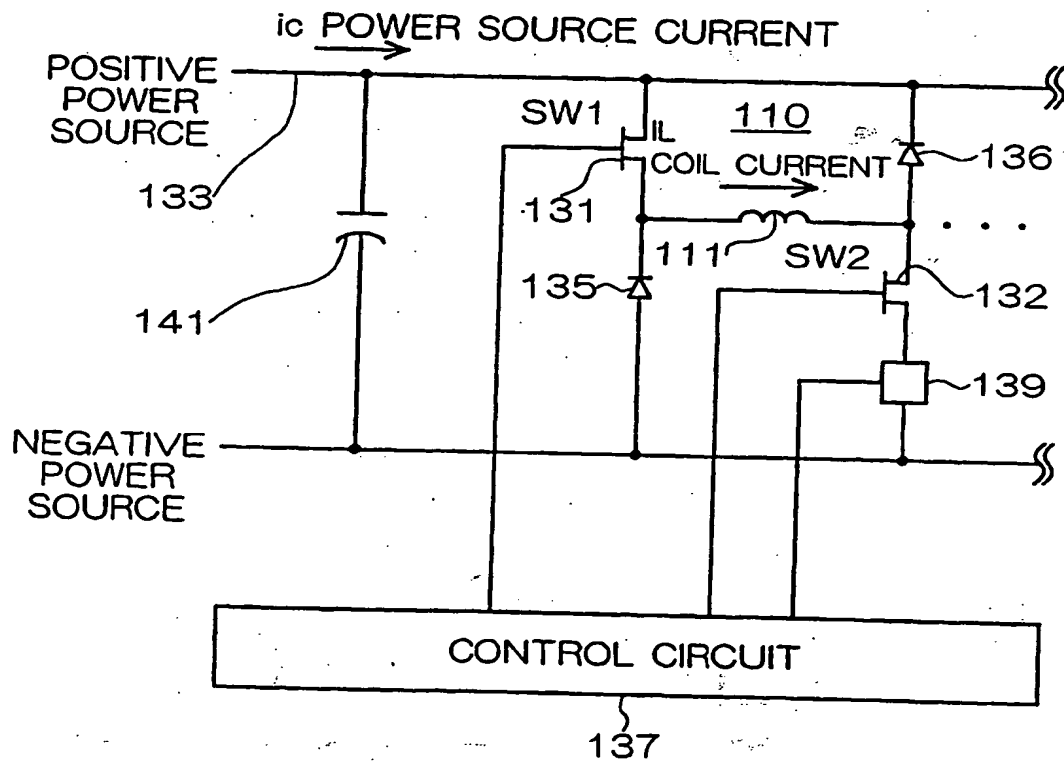 ic POWER SOURCE CURRENT
POSITIVE
POWER
SOURCE
133
SW1
IL
110
COIL CURRENT
136
131
111
SW2
135
132
141
139
NEGATIVE
POWER
SOURCE
CONTROL CIRCUIT
137